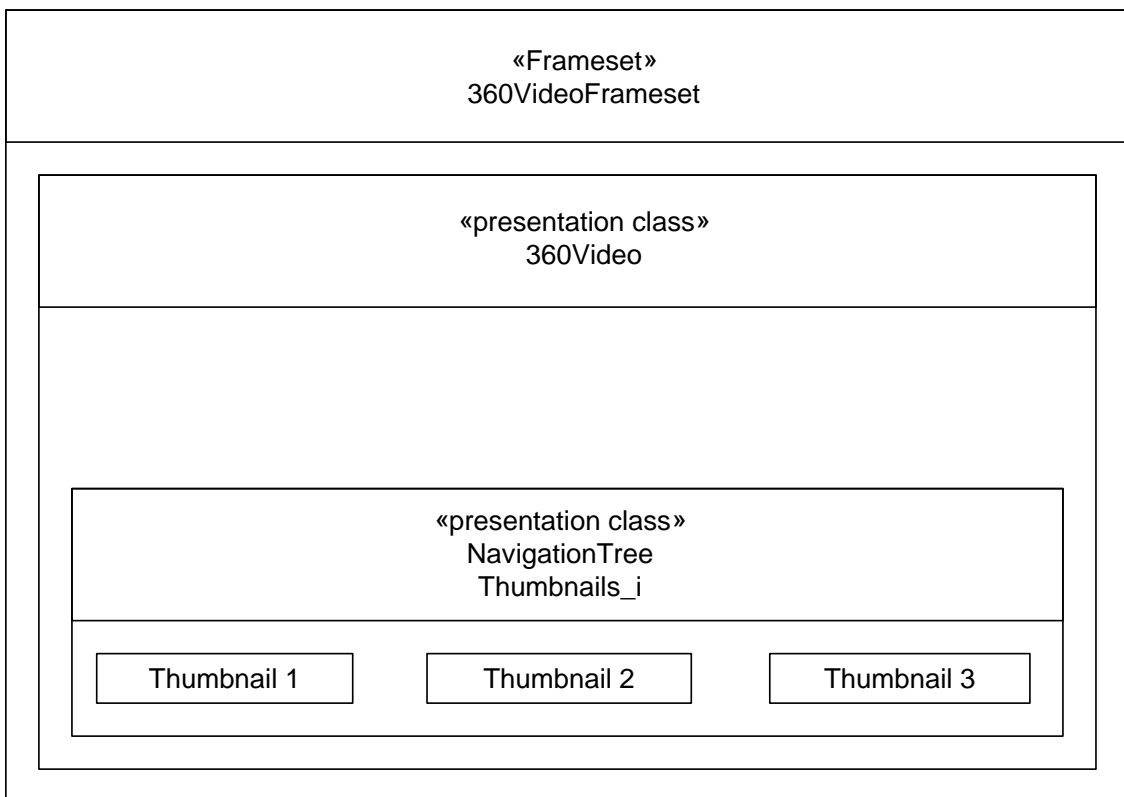 «Frameset»
360VideoFrameset
«presentation class»
360Video
«presentation class»
NavigationTree
Thumbnails_i
Thumbnail 1
Thumbnail 2
Thumbnail 3